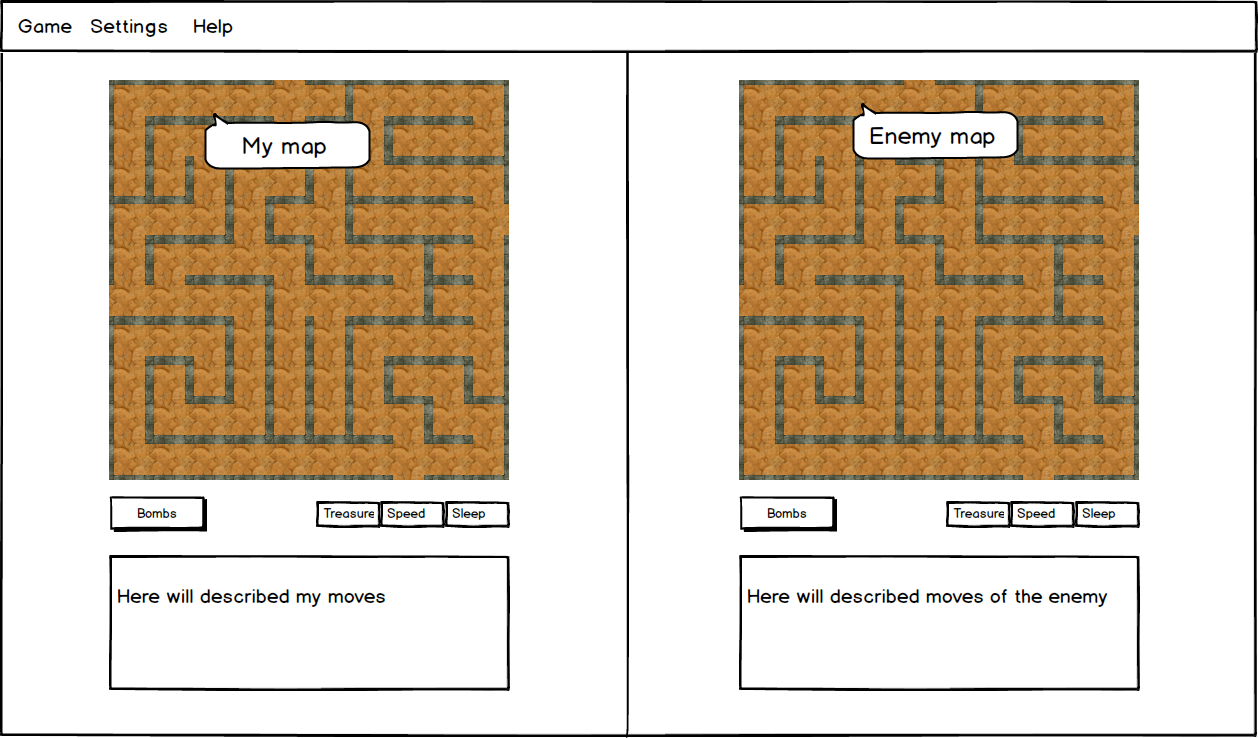 Game Settings Help
My map
Bombs
Treasure Speed Sleep
Here will described my moves
Enemy map
Bombs
Treasure Speed Sleep
Here will described moves of the enemy